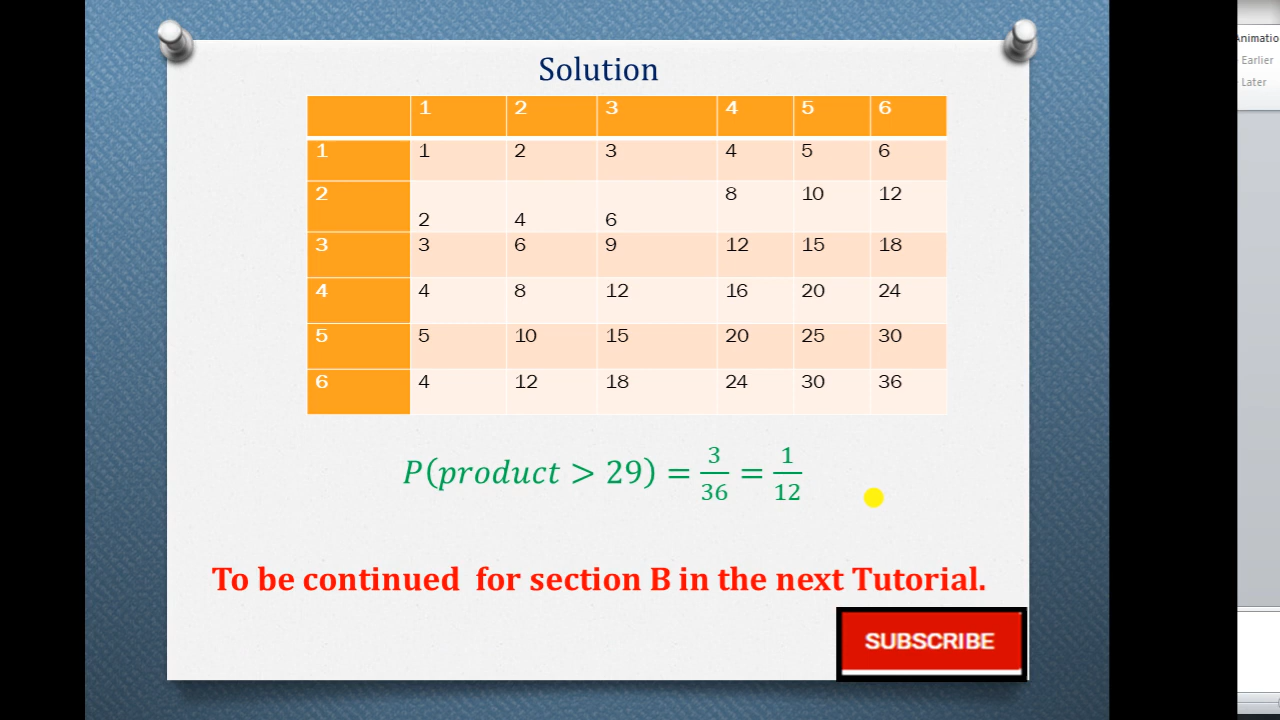 Solution
1 2 3 4 5 6
1 1 2 3 4 5 6
2 2 4 6 8 10 12
3 3 6 9 12 15 18
4 4 8 12 16 20 24
5 5 10 15 20 25 30
6 4 12 18 24 30 36
P(product > 29) = 3/36 = 1/12
To be continued for section B in the next Tutorial.
SUBSCRIBE
Animatio
Earlier
Later